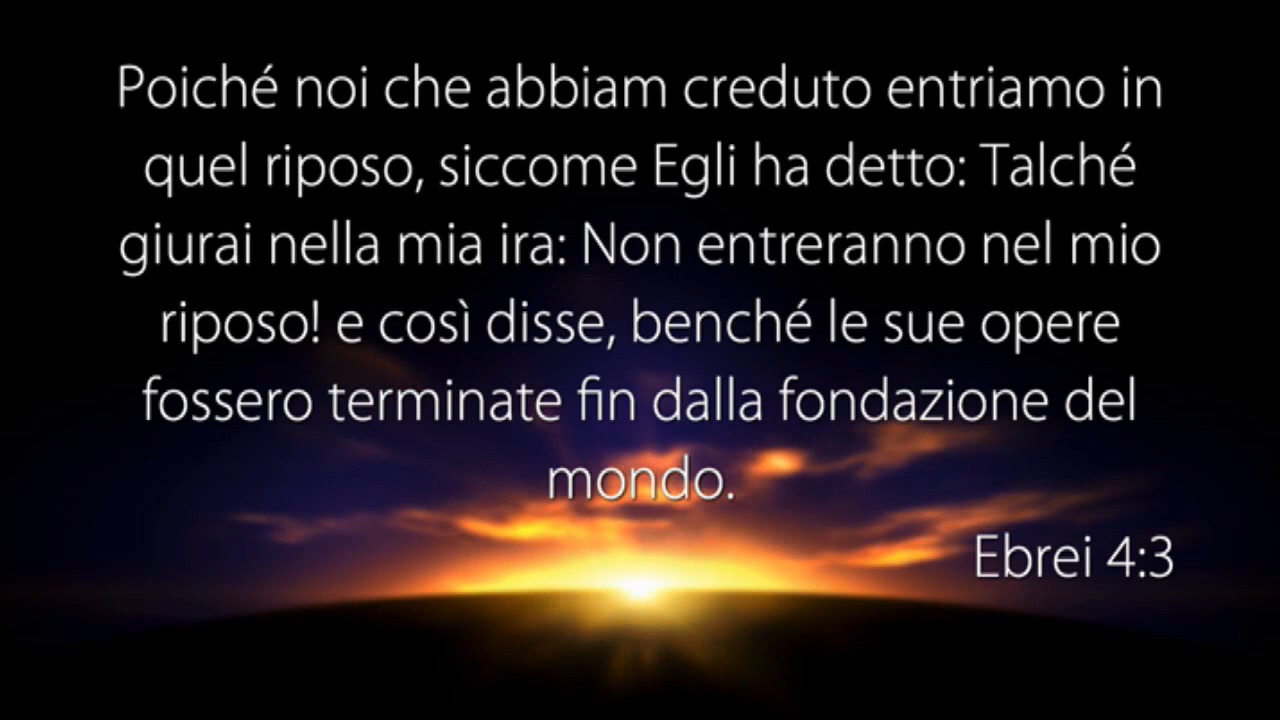 Poiché noi che abbiam creduto entriamo in
quel riposo, siccome Egli ha detto: Talché
giurai nella mia ira: Non entreranno nel mio
riposo! e così disse, benché le sue opere
fossero terminate fin dalla fondazione del
mondo.
Ebrei 4:3